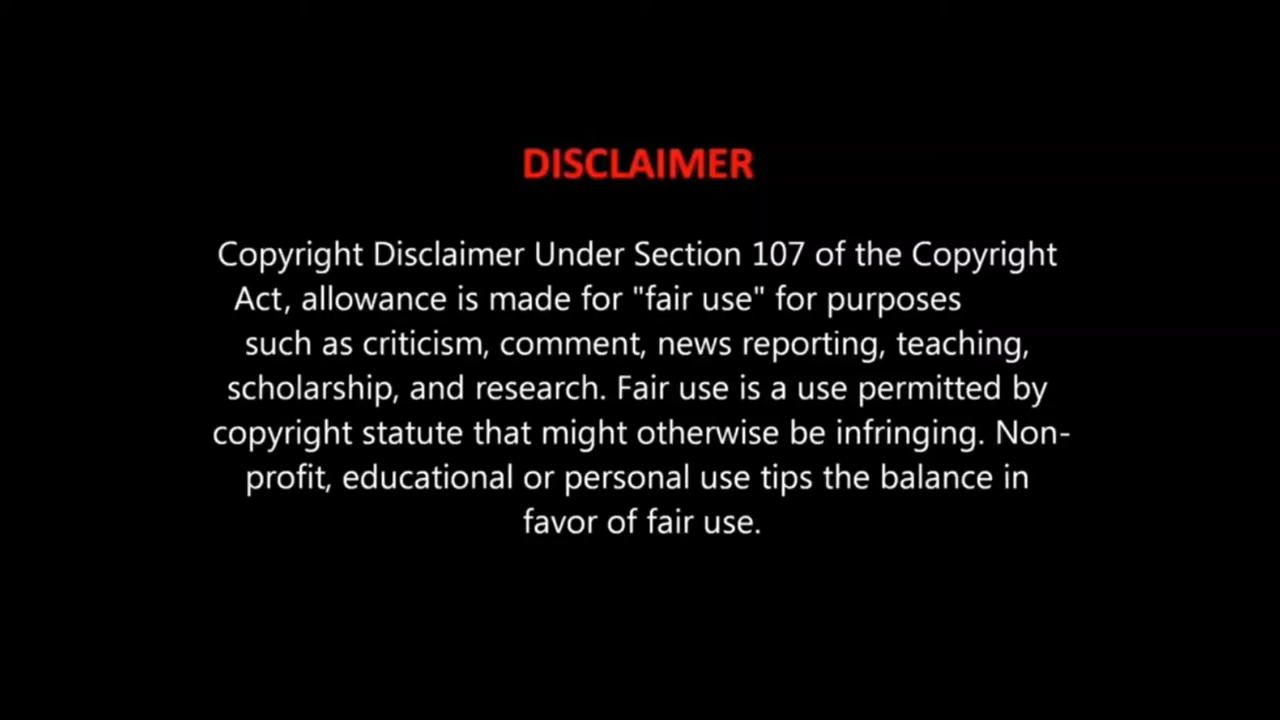 DISCLAIMER
Copyright Disclaimer Under Section 107 of the Copyright
Act, allowance is made for "fair use" for purposes
such as criticism, comment, news reporting, teaching,
scholarship, and research. Fair use is a use permitted by
copyright statute that might otherwise be infringing. Non-
profit, educational or personal use tips the balance in
favor of fair use.